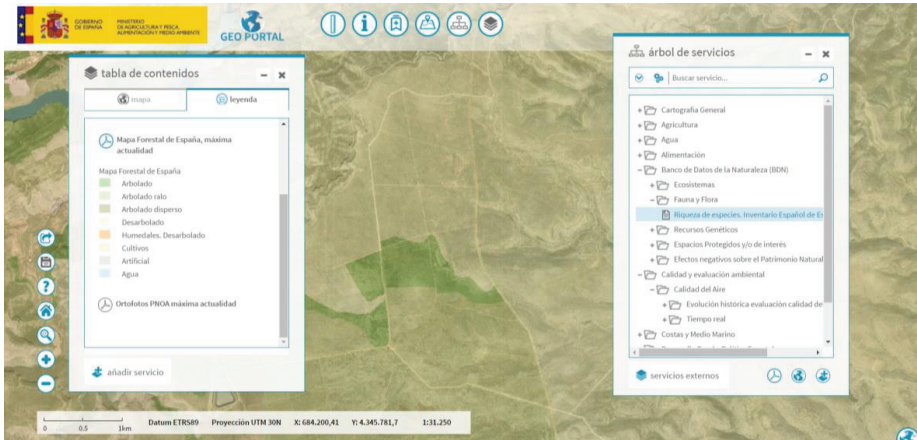 GOBIERNO
DE ESPAÑA
MINISTERIO
DE AGRICULTURA Y PESCA,
ALIMENTACIÓN Y MEDIO AMBIENTE
GEO PORTAL
tabla de contenidos
mapa
leyenda
Mapa Forestal de España, máxima
actualidad
Mapa Forestal de España
Arbolado
Arbolado ralo
Arbolado disperso
Desarbolado
Humedales, Desarbolado
Cultivos
Artificial
Agua
Ortofotos PNOA máxima actualidad
añadir servicio
árbol de servicios
Buscar servicio...
Cartografía General
Agricultura
Agua
Alimentación
Banco de Datos de la Naturaleza (BDN)
Ecosistemas
Fauna y Flora
Riqueza de especies. Inventario Español de Es
Recursos Genéticos
Espacios Protegidos y/o de interés
Efectos negativos sobre el Patrimonio Natural
Calidad y evaluación ambiental
Calidad del Aire
Evolución histórica evaluación calidad de
Tiempo real
Costas y Medio Marino
servicios externos
0 0.5 1km
Datum ETRS89 Proyección UTM 30N X: 684.200,41 Y: 4.345.781,7 1:31.250